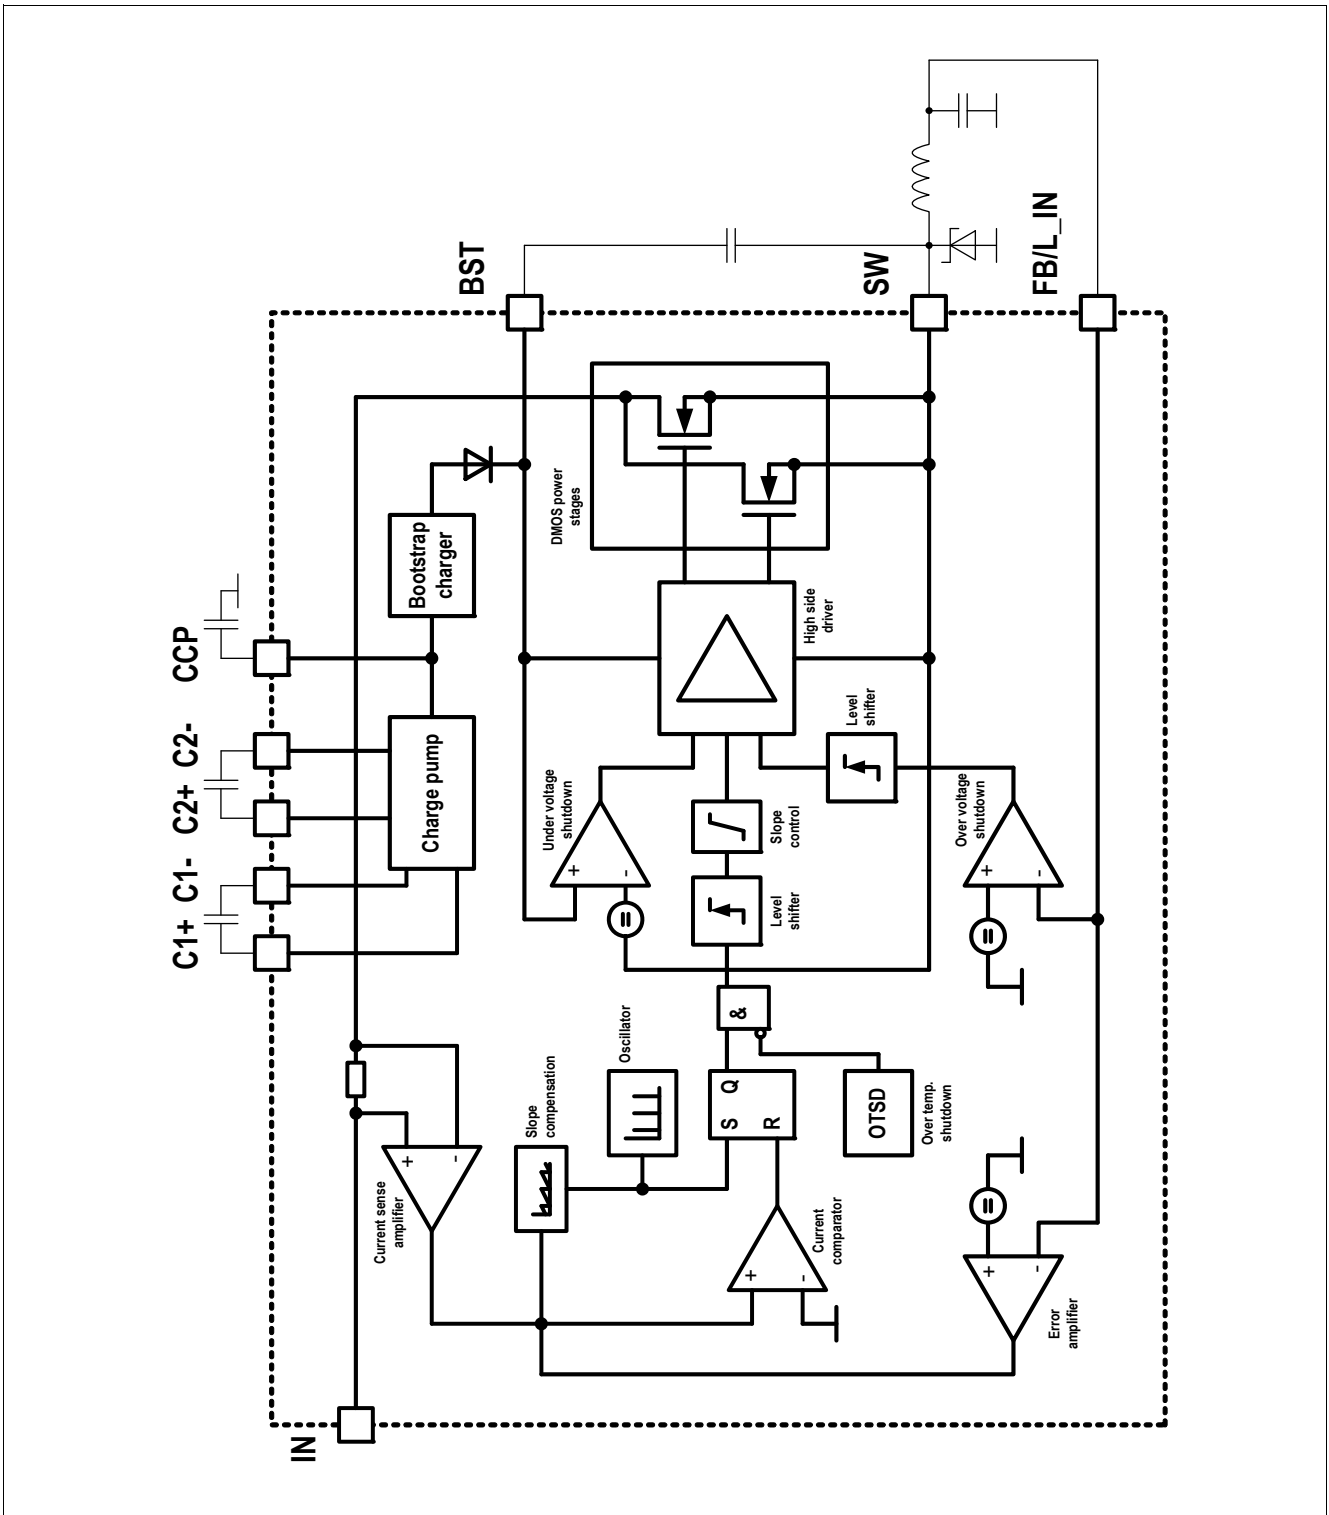 BST
SW
FB/L_IN
CCP
C2-
C2+
C1-
C1+
IN
Bootstrap
charger
DMOS power
stages
High side
driver
Charge pump
Level
shifter
Under voltage
shutdown
+
-
=
Slope
control
Over voltage
shutdown
+
-
=
Level
shifter
&
Oscillator
Slope
compensation
S Q
R
OTSD
Over temp.
shutdown
Current sense
amplifier
+
-
Current
comparator
+
-
=
Error
amplifier
+
-